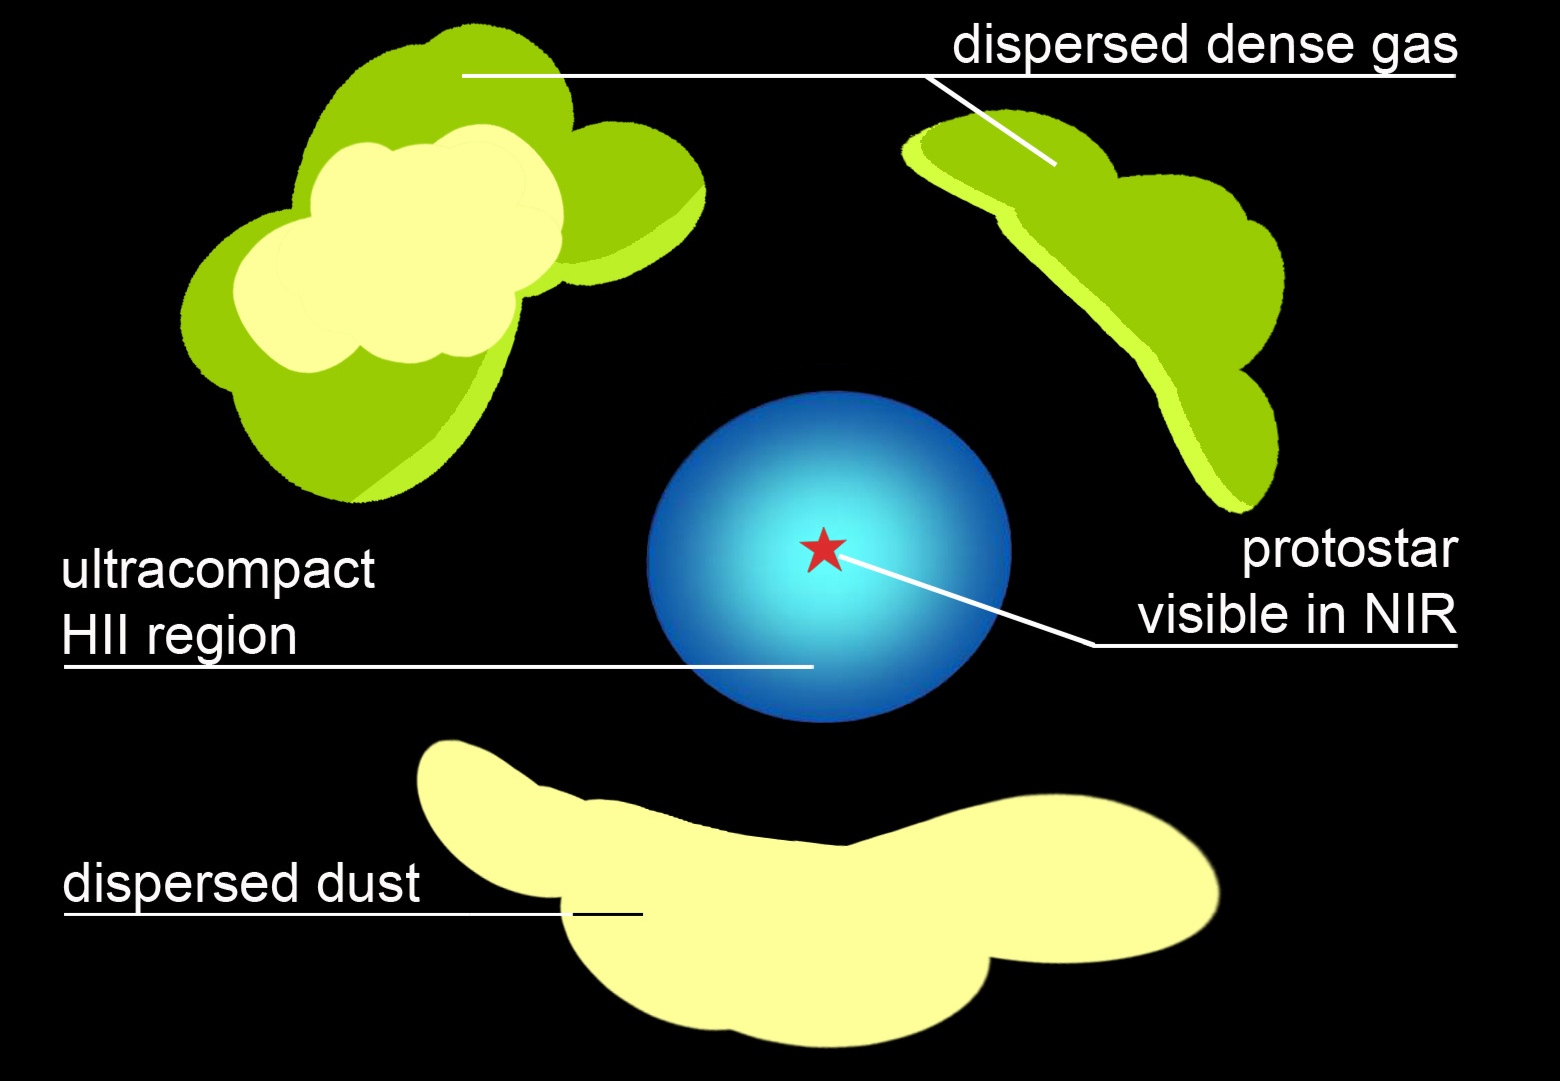 dispersed dense gas
ultracompact
HII region
protostar
visible in NIR
dispersed dust